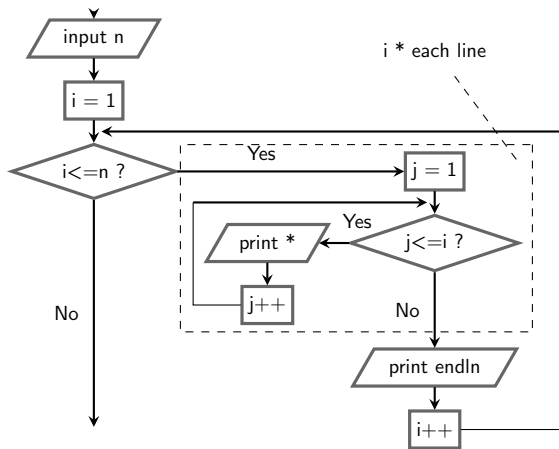 input n
i * each line
i = 1
Yes
i<=n ?
j = 1
Yes
print *
j<=i ?
j++
No
No
print endln
i++